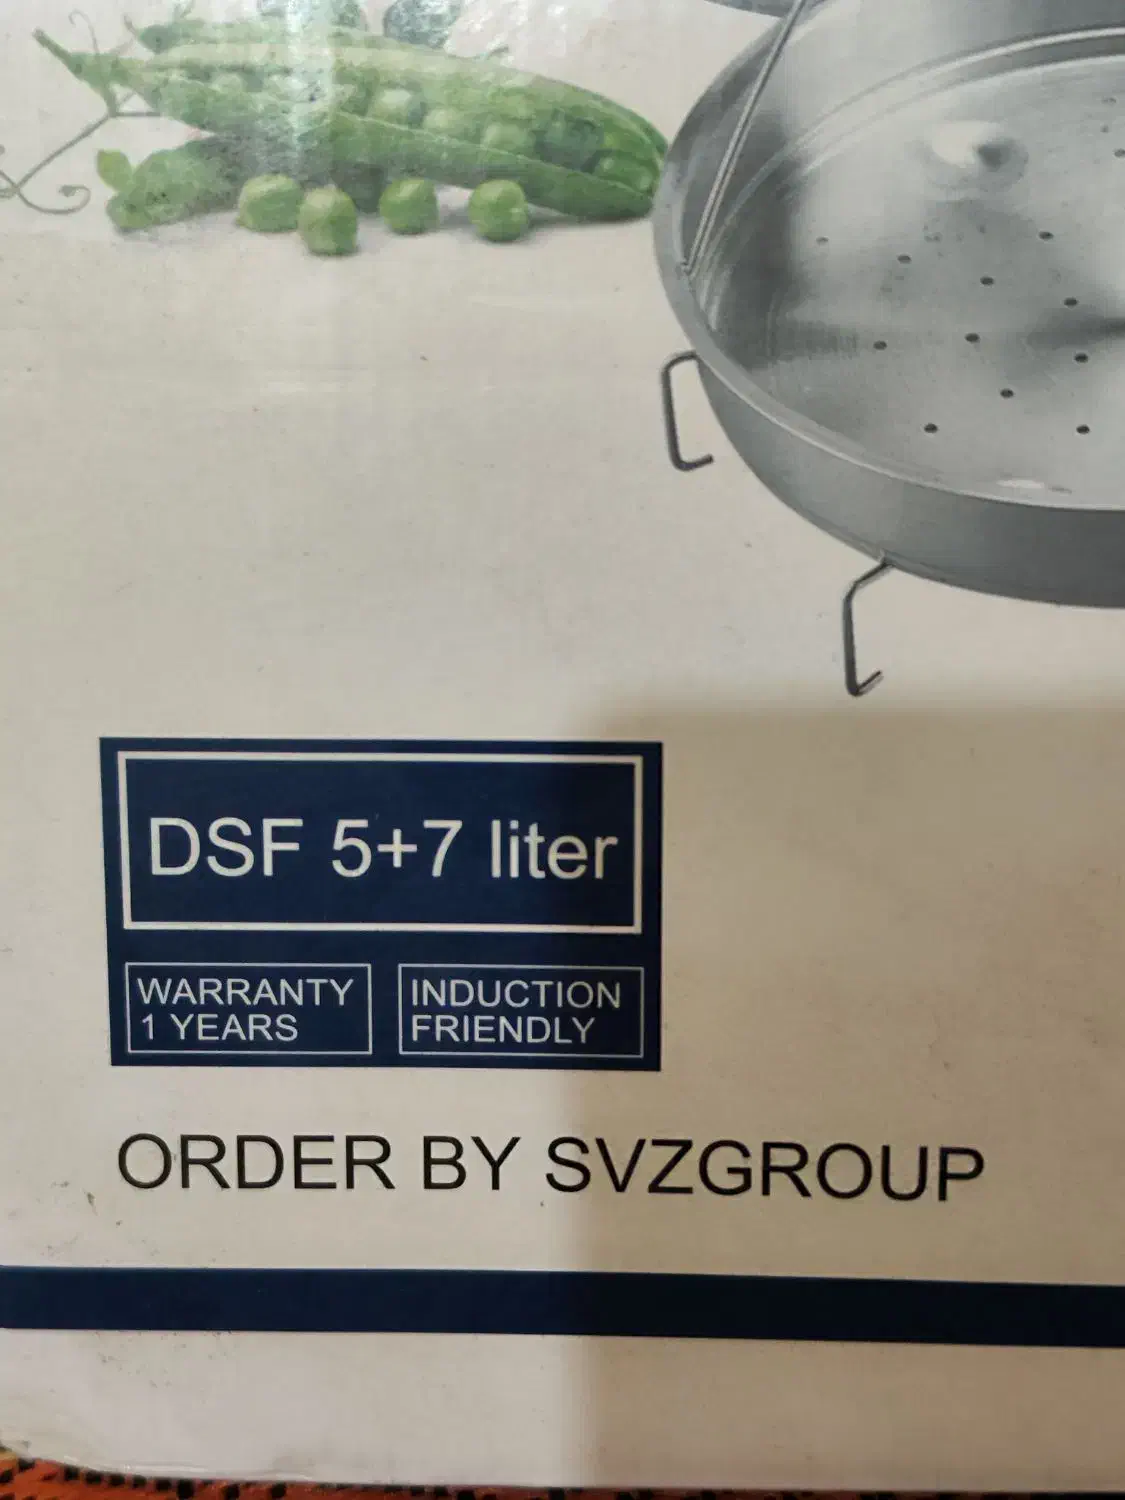 DSF 5+7 liter
WARRANTY
1 YEARS
INDUCTION
FRIENDLY
ORDER BY SVZGROUP